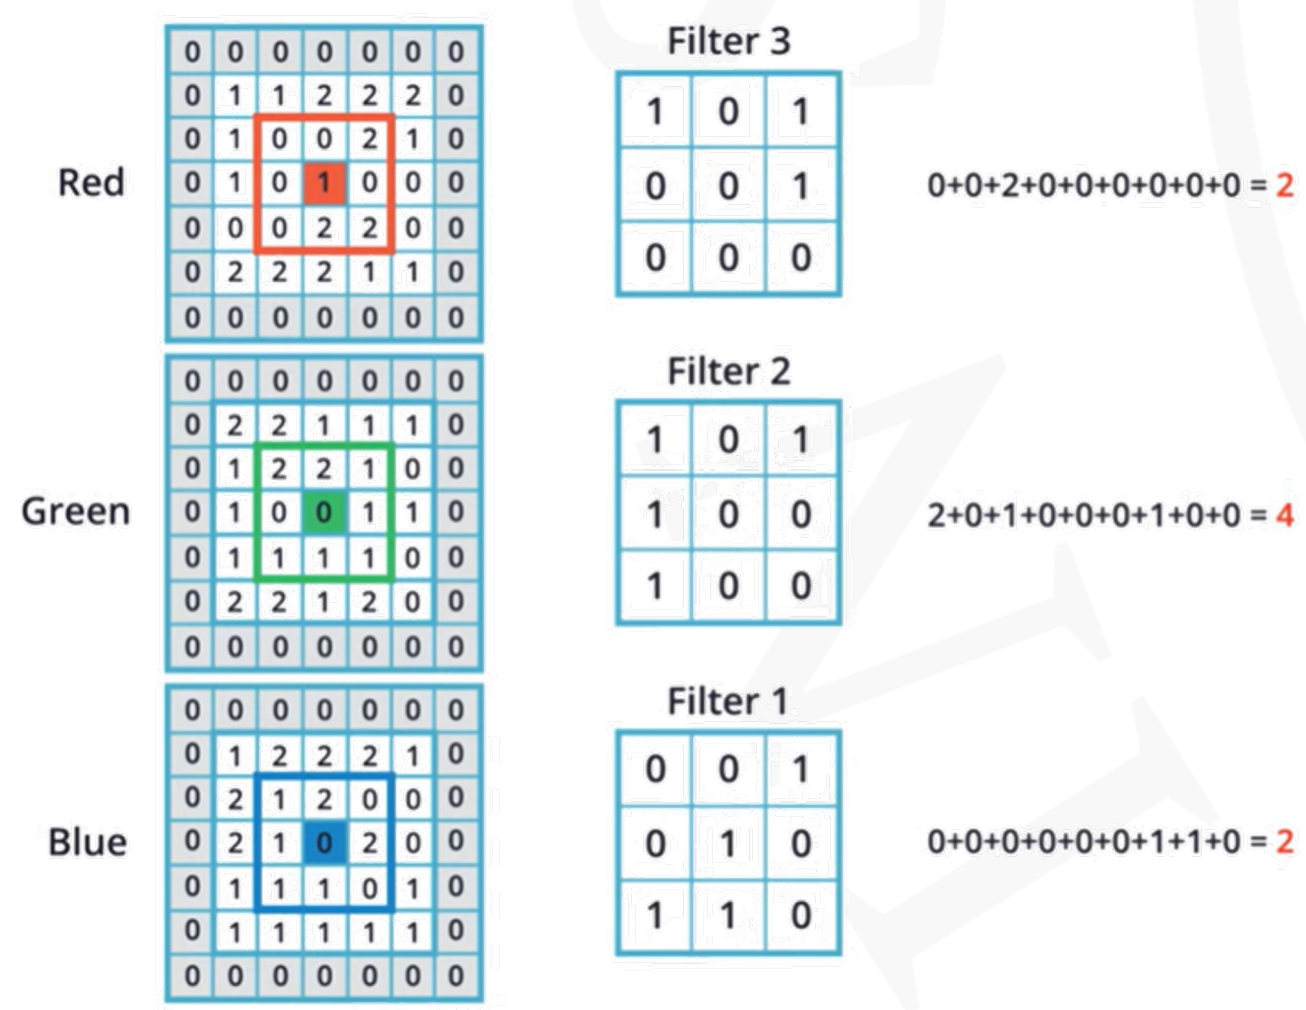 Red
0 0 0 0 0 0 0
0 1 1 2 2 2 0
0 1 0 0 2 1 0
0 1 0 1 0 0 0
0 0 0 2 2 0 0
0 2 2 2 1 1 0
0 0 0 0 0 0 0
Filter 3
1 0 1
0 0 1
0 0 0
0+0+2+0+0+0+0+0+0 = 2
Green
0 0 0 0 0 0 0
0 2 2 1 1 1 0
0 1 2 2 1 0 0
0 1 0 0 1 1 0
0 1 1 1 1 0 0
0 2 2 1 2 0 0
0 0 0 0 0 0 0
Filter 2
1 0 1
1 0 0
1 0 0
2+0+1+0+0+0+1+0+0 = 4
Blue
0 0 0 0 0 0 0
0 1 2 2 2 1 0
0 2 1 2 0 0 0
0 2 1 0 2 0 0
0 1 1 1 0 1 0
0 1 1 1 1 1 0
0 0 0 0 0 0 0
Filter 1
0 0 1
0 1 0
1 1 0
0+0+0+0+0+0+1+1+0 = 2